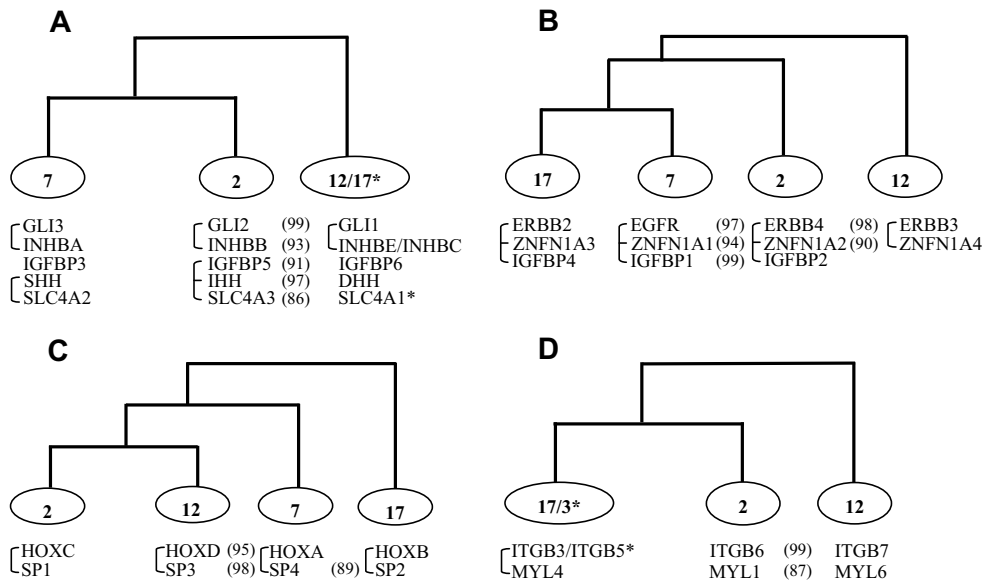 A
7
2
12/17*
GLI3 GLI2 (99) GLI1
INHBA INHBB (93) INHBE/INHBC
IGFBP3 IGFBP5 (91) IGFBP6
SHH IHH (97) DHH
SLC4A2 SLC4A3 (86) SLC4A1*
B
17
7
2
12
ERBB2 EGFR (97) ERBB4 (98) ERBB3
ZNFN1A3 ZNFN1A1 (94) ZNFN1A2 (90) ZNFN1A4
IGFBP4 IGFBP1 (99) IGFBP2
C
2
12
7
17
HOXC HOXD (95) HOXA HOXB
SP1 SP3 (98) SP4 (89) SP2
D
17/3*
2
12
ITGB3/ITGB5* ITGB6 (99) ITGB7
MYL4 MYL1 (87) MYL6